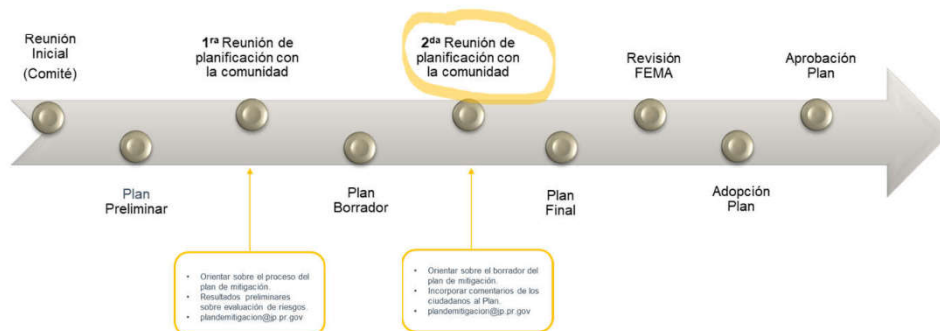 Reunión
Inicial
(Comité)
1ra Reunión de
planificación con
la comunidad
2da Reunión de
planificación con
la comunidad
Revisión
FEMA
Aprobación
Plan
Plan
Preliminar
Plan
Borrador
Plan
Final
Adopción
Plan
• Orientar sobre el proceso del
plan de mitigación.
• Resultados preliminares
sobre evaluación de riesgos.
• plandemitigacion@jp.pr.gov
• Orientar sobre el borrador del
plan de mitigación.
• Incorporar comentarios de los
ciudadanos al Plan.
• plandemitigacion@jp.pr.gov